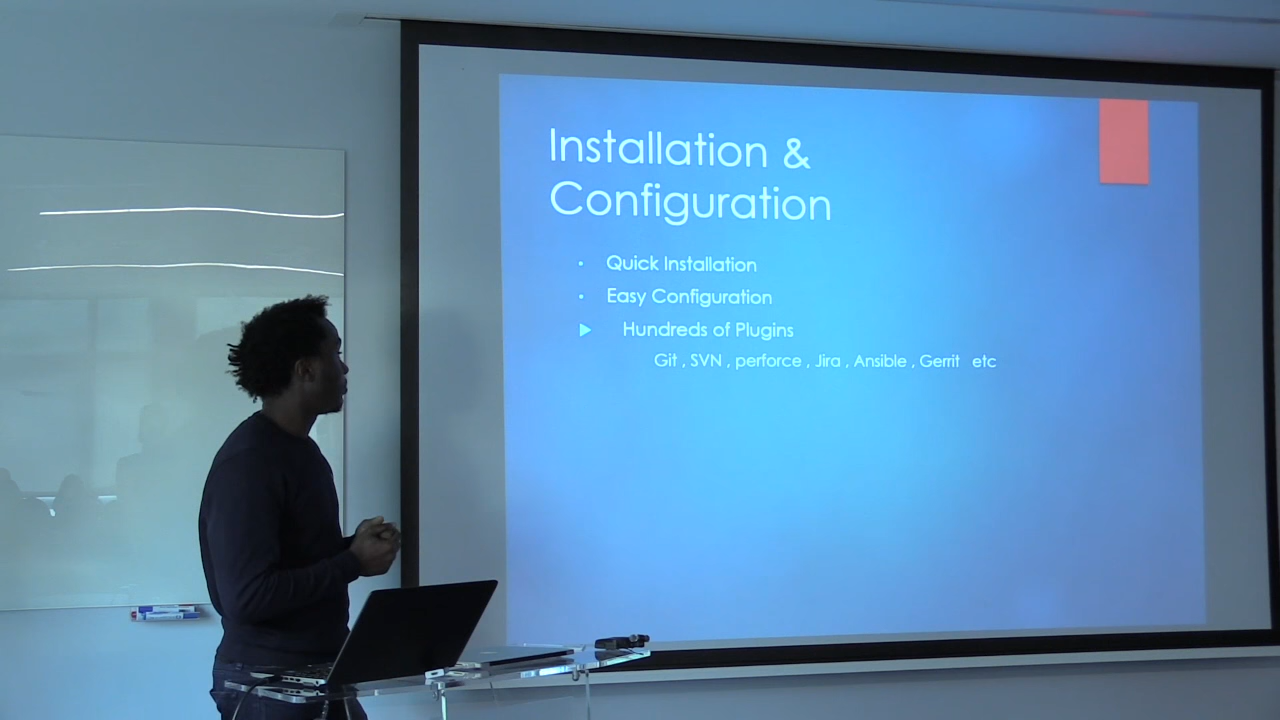 Installation &
Configuration
• Quick Installation
• Easy Configuration
Hundreds of Plugins
Git , SVN , perforce , Jira , Ansible , Gerrit etc